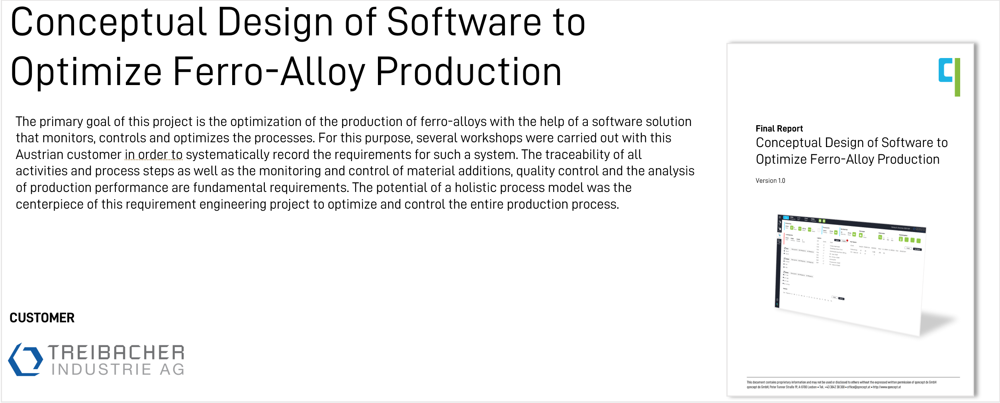 Conceptual Design of Software to
Optimize Ferro-Alloy Production
The primary goal of this project is the optimization of the production of ferro-alloys with the help of a software solution
that monitors, controls and optimizes the processes. For this purpose, several workshops were carried out with this
Austrian customer in order to systematically record the requirements for such a system. The traceability of all
activities and process steps as well as the monitoring and control of material additions, quality control and the analysis
of production performance are fundamental requirements. The potential of a holistic process model was the
centerpiece of this requirement engineering project to optimize and control the entire production process.
CUSTOMER
TREIBACHER
INDUSTRIE AG
Final Report
Conceptual Design of Software to
Optimize Ferro-Alloy Production
Version 1.0
This document contains proprietary information and may not be used or disclosed to others without the expressed written permission of qoncept dx GmbH
qoncept dx GmbH, Peter Tunner Straße 19, A-8700 Leoben • Tel.: +43 3842 30 300 • office@qoncept.at • http://www.qoncept.at